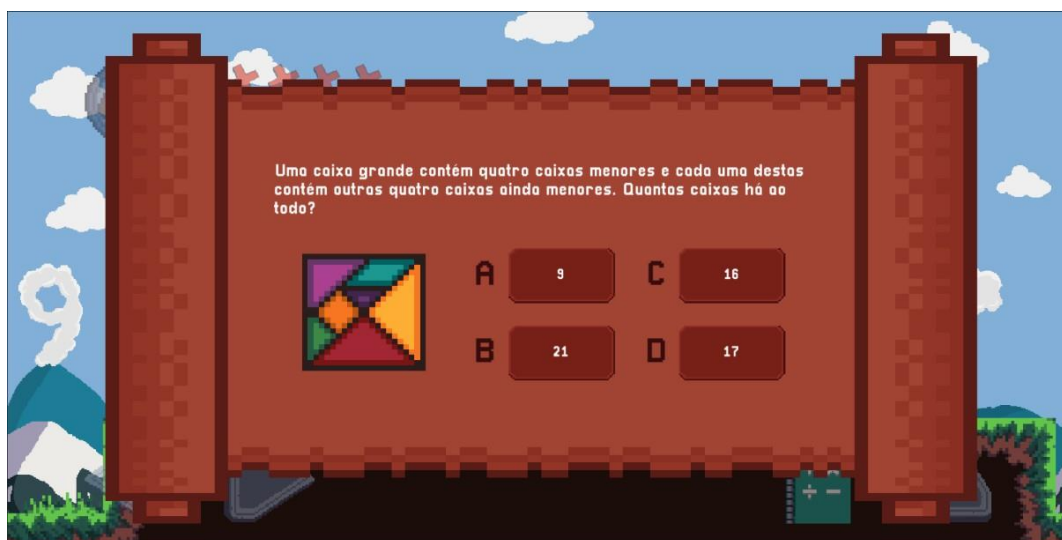 Uma caixa grande contém quatro caixas menores e cada uma destas
contém outras quatro caixas ainda menores. Quantas caixas há ao
todo?
A 9
C 16
B 21
D 17
9